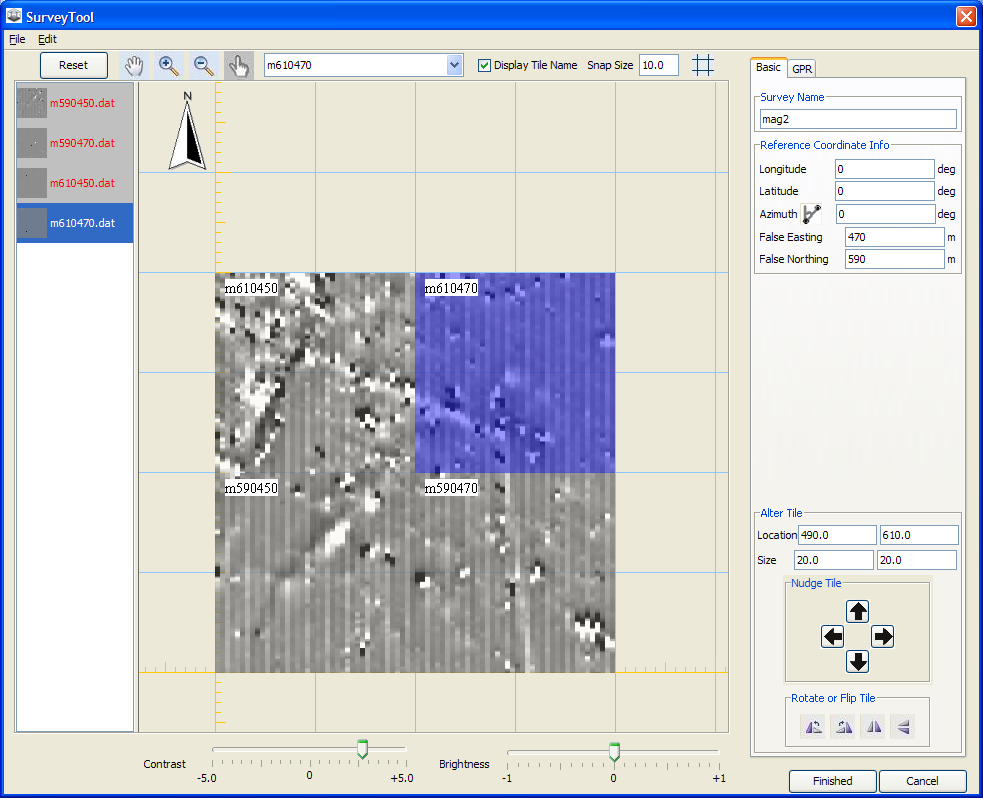 SurveyTool
File Edit
Reset
m610470
Display Tile Name
Snap Size
10.0
m590450.dat
m590470.dat
m610450.dat
m610470.dat
N
m610450
m610470
m590450
m590470
Contrast
-5.0
0
+5.0
Brightness
-1
0
+1
Basic
GPR
Survey Name
mag2
Reference Coordinate Info
Longitude 0 deg
Latitude 0 deg
Azimuth 0 deg
False Easting 470 m
False Northing 590 m
Alter Tile
Location 490.0 610.0
Size 20.0 20.0
Nudge Tile
Rotate or Flip Tile
Finished
Cancel